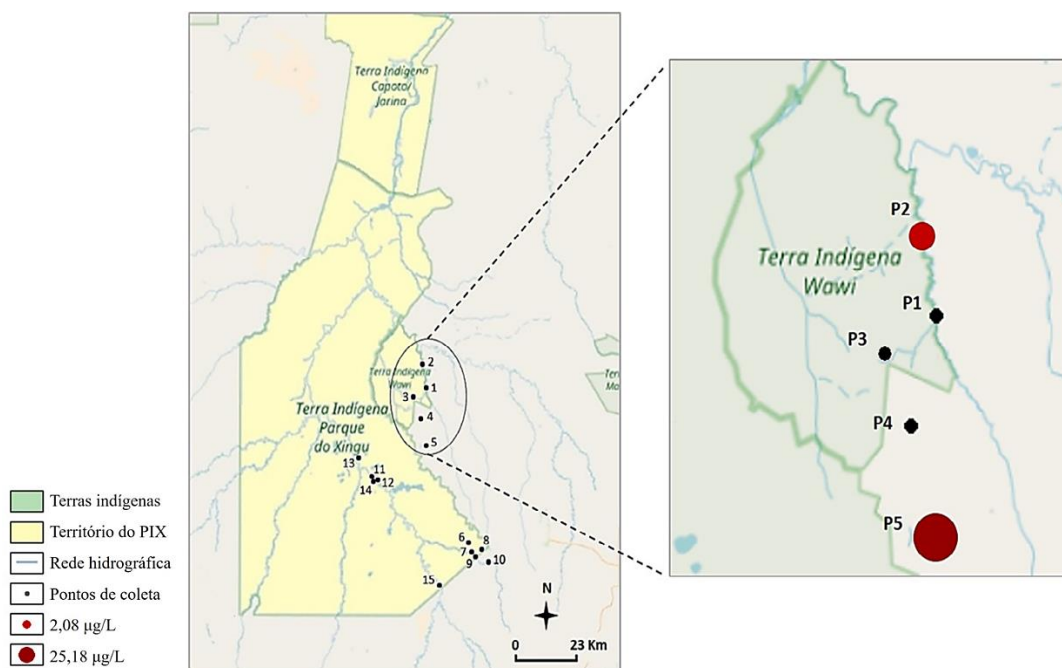 Terra Indígena
Capoto/
Jarina
Terra Indígena
Wawi
Terra Indígena
Parque
do Xingu
2
1
3
4
5
13
11
12
14
6
8
7
9
10
15
N
0 23 Km
P2
Terra Indígena
Wawi
P1
P3
P4
P5
Terras indígenas
Território do PIX
Rede hidrográfica
Pontos de coleta
2,08 µg/L
25,18 µg/L